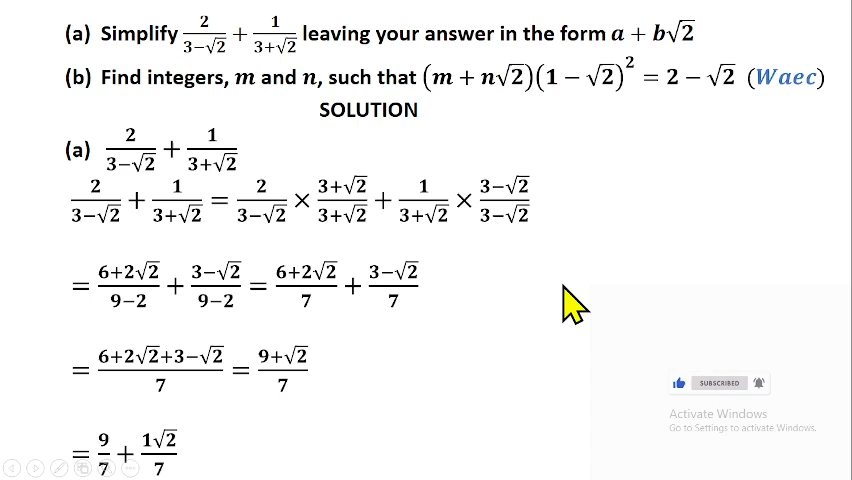 (a) Simplify 2/(3−√2) + 1/(3+√2) leaving your answer in the form a + b√2
(b) Find integers, m and n, such that (m + n√2)(1 − √2)² = 2 − √2 (Waec)
SOLUTION
(a) 2/(3−√2) + 1/(3+√2)
2/(3−√2) + 1/(3+√2) = 2/(3−√2) × (3+√2)/(3+√2) + 1/(3+√2) × (3−√2)/(3−√2)
= (6+2√2)/(9−2) + (3−√2)/(9−2) = (6+2√2)/7 + (3−√2)/7
= (6+2√2+3−√2)/7 = (9+√2)/7
SUBSCRIBED
Activate Windows
Go to Settings to activate Windows.
= 9/7 + 1√2/7